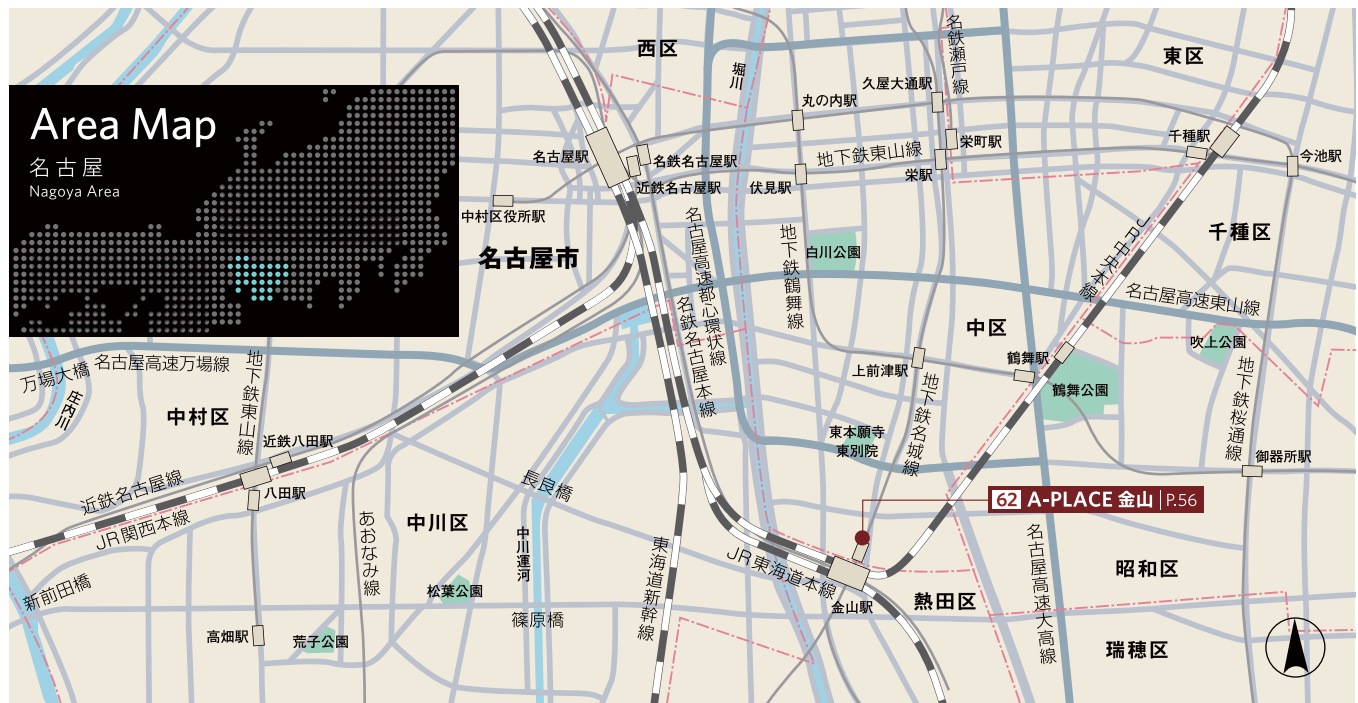 Area Map
名古屋
Nagoya Area
西区
堀川
名鉄瀬戸線
東区
久屋大通駅
丸の内駅
栄町駅
千種駅
今池駅
名古屋駅
名鉄名古屋駅
地下鉄東山線
栄駅
近鉄名古屋駅
伏見駅
中村区役所駅
名古屋市
名古屋高速都心環状線
地下鉄鶴舞線
白川公園
JR中央本線
千種区
名古屋高速東山線
名鉄名古屋本線
中区
吹上公園
鶴舞駅
上前津駅
鶴舞公園
地下鉄名城線
地下鉄桜通線
万場大橋
名古屋高速万場線
庄内川
中村区
地下鉄東山線
近鉄八田駅
東本願寺
東別院
御器所駅
近鉄名古屋線
八田駅
JR関西本線
長良橋
62 A-PLACE 金山 P.56
あおなみ線
中川区
中川運河
東海道新幹線
JR東海道本線
名古屋高速大高線
昭和区
新前田橋
松葉公園
金山駅
熱田区
篠原橋
高畑駅
荒子公園
瑞穂区